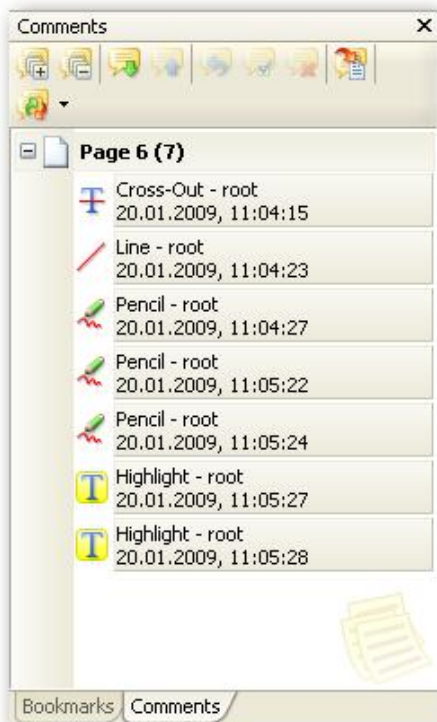 Comments
Page 6 (7)
Cross-Out - root
20.01.2009, 11:04:15
Line - root
20.01.2009, 11:04:23
Pencil - root
20.01.2009, 11:04:27
Pencil - root
20.01.2009, 11:05:22
Pencil - root
20.01.2009, 11:05:24
Highlight - root
20.01.2009, 11:05:27
Highlight - root
20.01.2009, 11:05:28
Bookmarks Comments